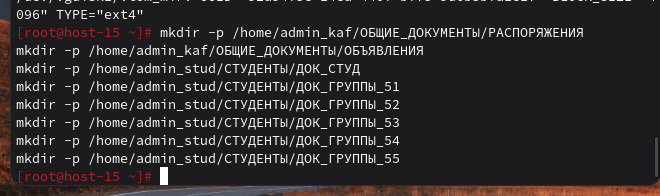 096" TYPE="ext4"
[root@host-15 ~]# mkdir -p /home/admin_kaf/ОБЩИЕ_ДОКУМЕНТЫ/РАСПОРЯЖЕНИЯ
mkdir -p /home/admin_kaf/ОБЩИЕ_ДОКУМЕНТЫ/ОБЪЯВЛЕНИЯ
mkdir -p /home/admin_stud/СТУДЕНТЫ/ДОК_СТУД
mkdir -p /home/admin_stud/СТУДЕНТЫ/ДОК_ГРУППЫ_51
mkdir -p /home/admin_stud/СТУДЕНТЫ/ДОК_ГРУППЫ_52
mkdir -p /home/admin_stud/СТУДЕНТЫ/ДОК_ГРУППЫ_53
mkdir -p /home/admin_stud/СТУДЕНТЫ/ДОК_ГРУППЫ_54
mkdir -p /home/admin_stud/СТУДЕНТЫ/ДОК_ГРУППЫ_55
[root@host-15 ~]#